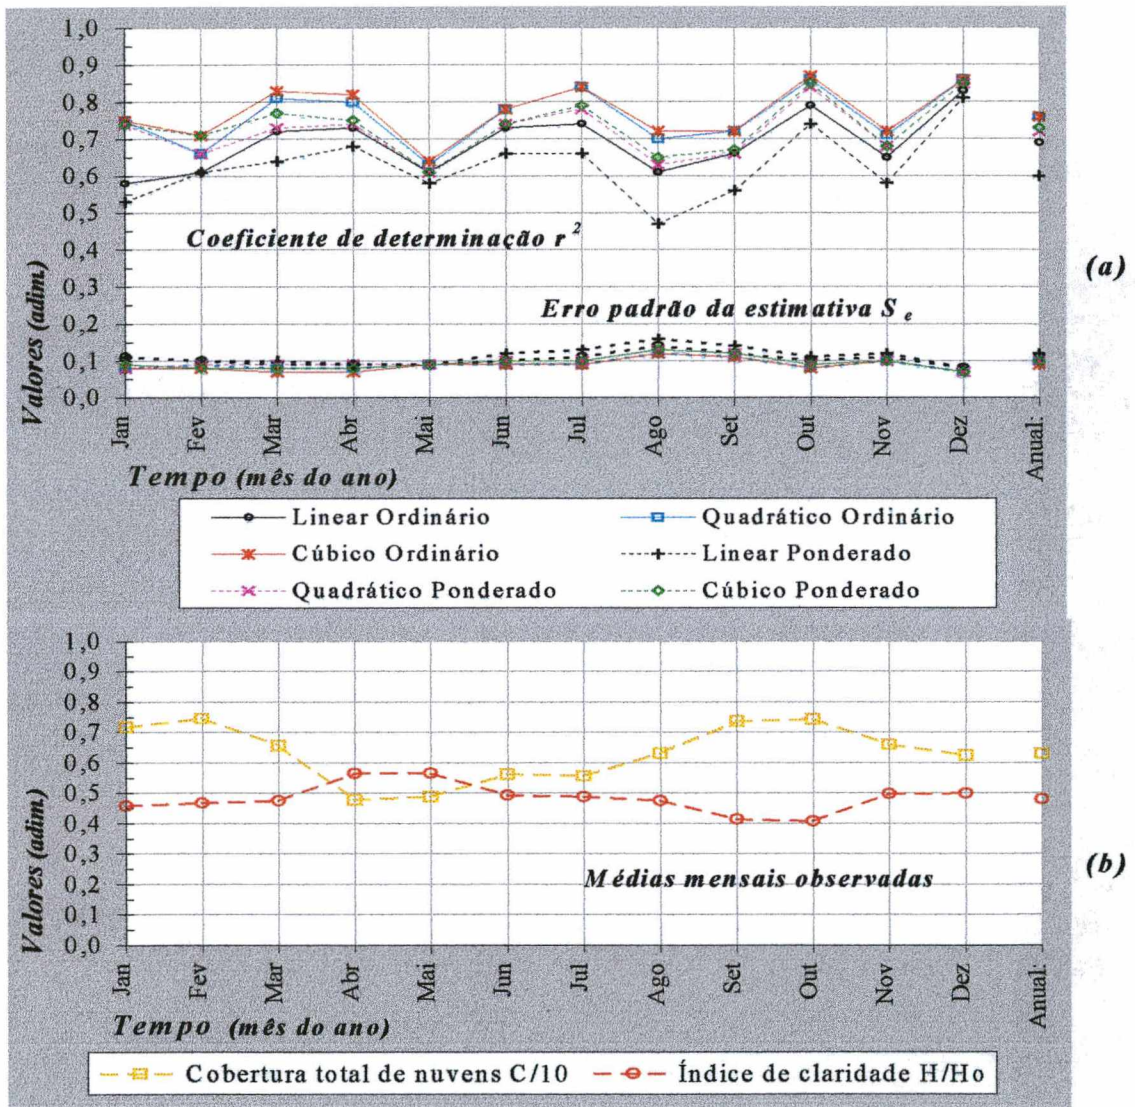 1,0
0,9
0,8
0,7
0,6
0,5
0,4
0,3
0,2
0,1
0,0
Valores (adim.)
Coeficiente de determinação r²
Erro padrão da estimativa Sₑ
(a)
Jan Fev Mar Abr Mai Jun Jul Ago Set Out Nov Dez Anual:
Tempo (mês do ano)
Linear Ordinário Quadrático Ordinário
Cúbico Ordinário Linear Ponderado
Quadrático Ponderado Cúbico Ponderado
1,0
0,9
0,8
0,7
0,6
0,5
0,4
0,3
0,2
0,1
0,0
Valores (adim.)
Médias mensais observadas
(b)
Jan Fev Mar Abr Mai Jun Jul Ago Set Out Nov Dez Anual:
Tempo (mês do ano)
Cobertura total de nuvens C/10 Índice de claridade H/Ho